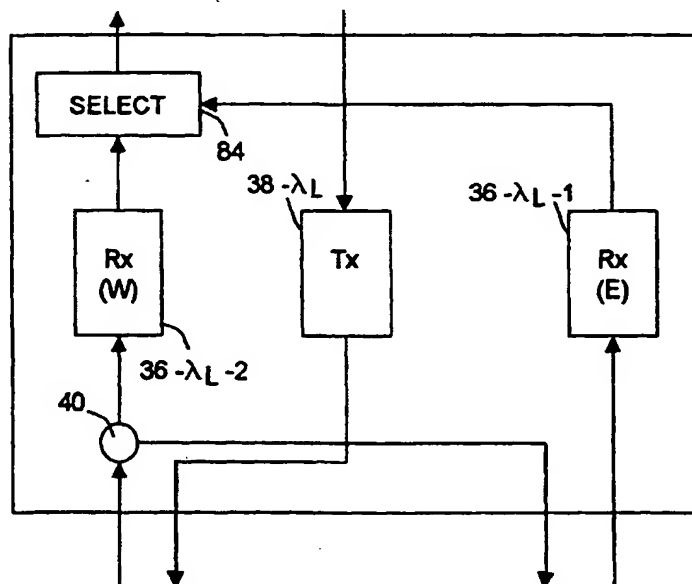 SELECT
84
38-λL
36-λL-1
Rx
(W)
Tx
Rx
(E)
36-λL-2
40